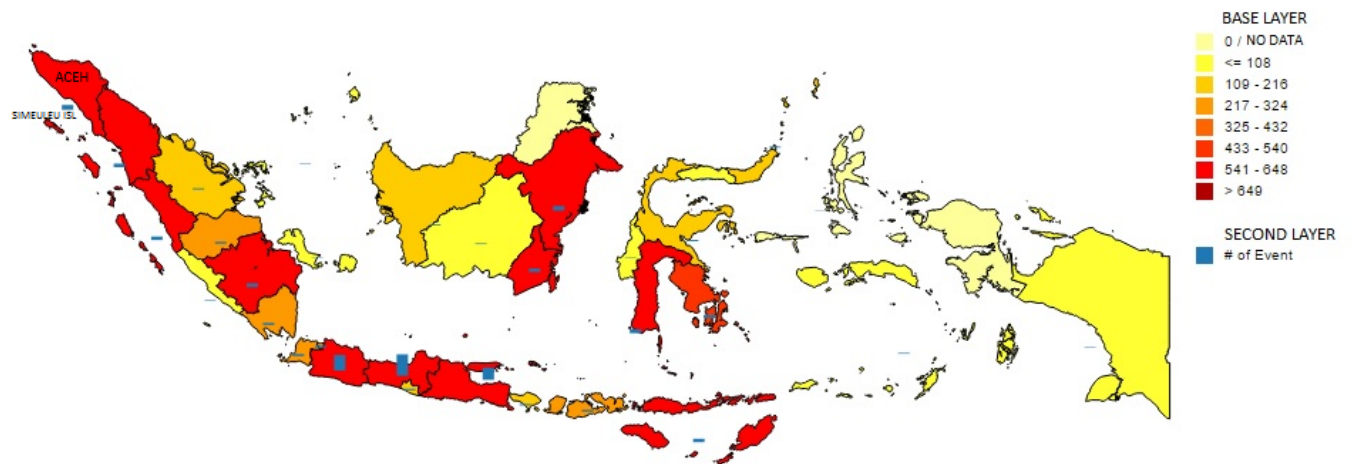 BASE LAYER
0 / NO DATA
<= 108
109 - 216
217 - 324
325 - 432
433 - 540
541 - 648
> 649
SECOND LAYER
# of Event
ACEH
SIMEULEU ISL